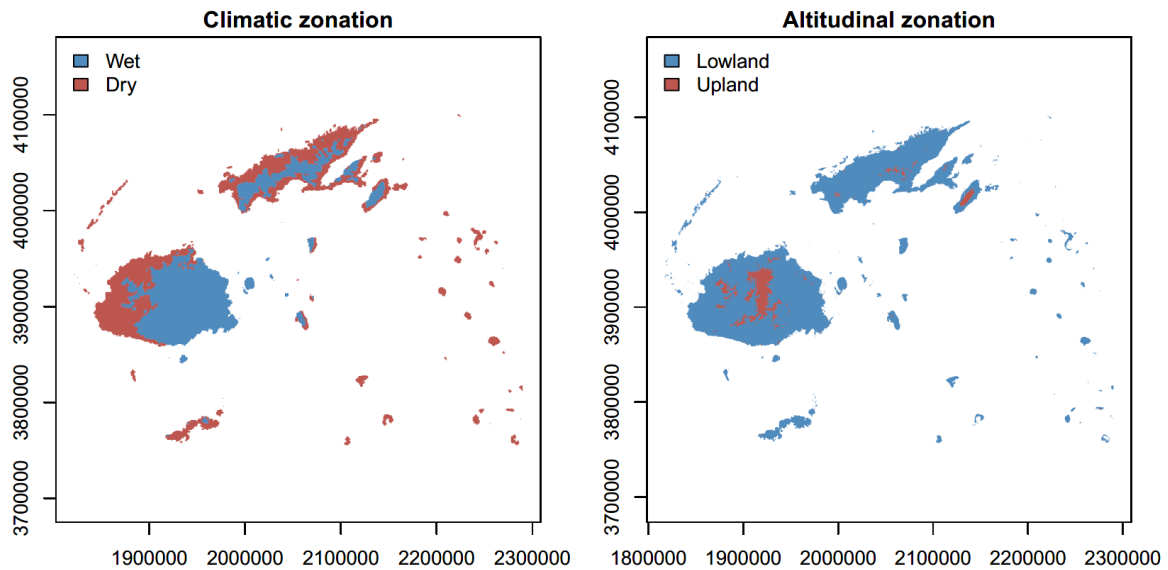 Climatic zonation
Wet
Dry
4100000
4000000
3900000
3800000
3700000
1900000 2000000 2100000 2200000 2300000
Altitudinal zonation
Lowland
Upland
4100000
4000000
3900000
3800000
3700000
1800000 1900000 2000000 2100000 2200000 2300000